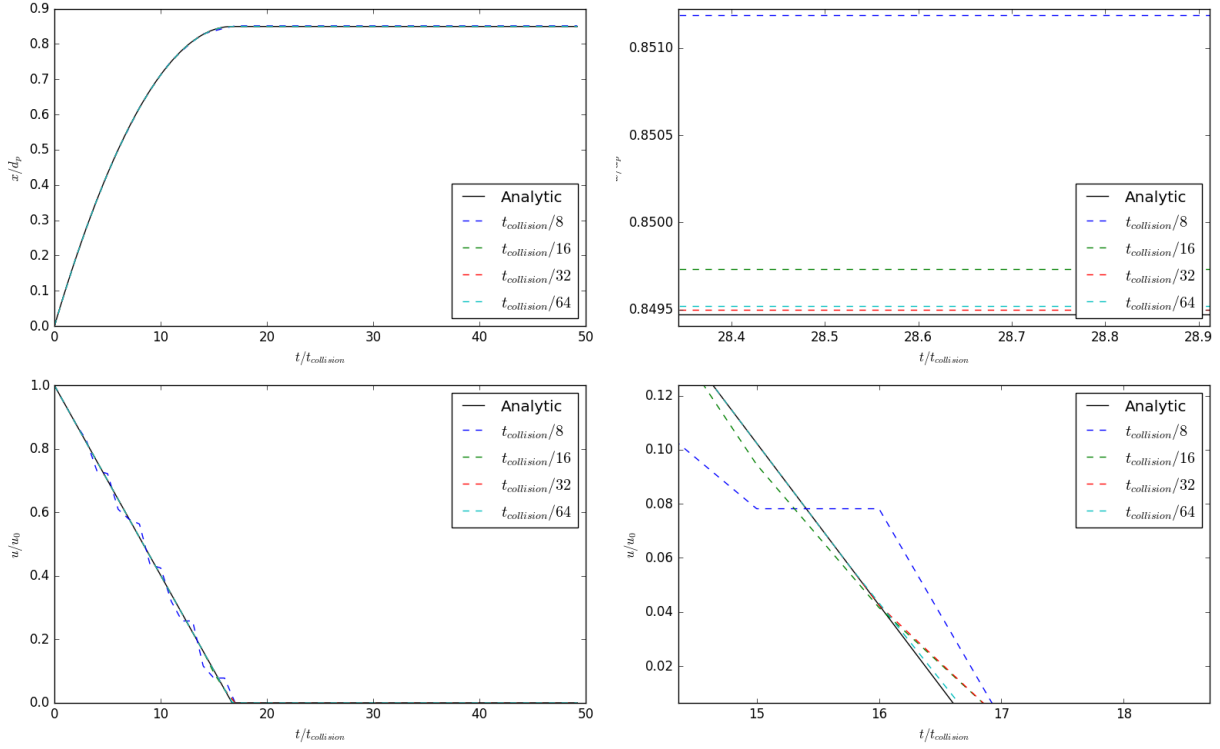 0.9
0.8
0.7
0.6
0.5
0.4
0.3
0.2
0.1
0.0
x/d_p
0 10 20 30 40 50
t/t_collision
Analytic
t_collision/8
t_collision/16
t_collision/32
t_collision/64
0.8510
0.8505
0.8500
0.8495
28.4 28.5 28.6 28.7 28.8 28.9
t/t_collision
Analytic
t_collision/8
t_collision/16
t_collision/32
t_collision/64
1.0
0.8
0.6
0.4
0.2
0.0
u/u_0
0 10 20 30 40 50
t/t_collision
Analytic
t_collision/8
t_collision/16
t_collision/32
t_collision/64
0.12
0.10
0.08
0.06
0.04
0.02
u/u_0
15 16 17 18
t/t_collision
Analytic
t_collision/8
t_collision/16
t_collision/32
t_collision/64